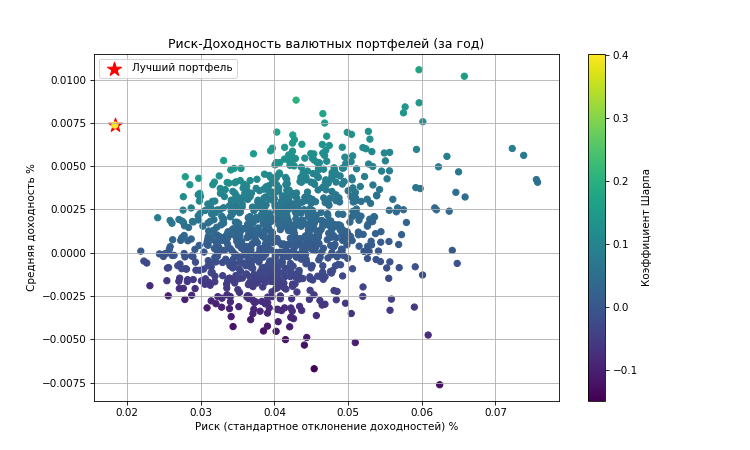 Риск-Доходность валютных портфелей (за год)
Лучший портфель
0.0100
0.0075
0.0050
0.0025
0.0000
−0.0025
−0.0050
−0.0075
Средняя доходность %
0.02 0.03 0.04 0.05 0.06 0.07
Риск (стандартное отклонение доходностей) %
0.4
0.3
0.2
0.1
0.0
−0.1
Коэффициент Шарпа